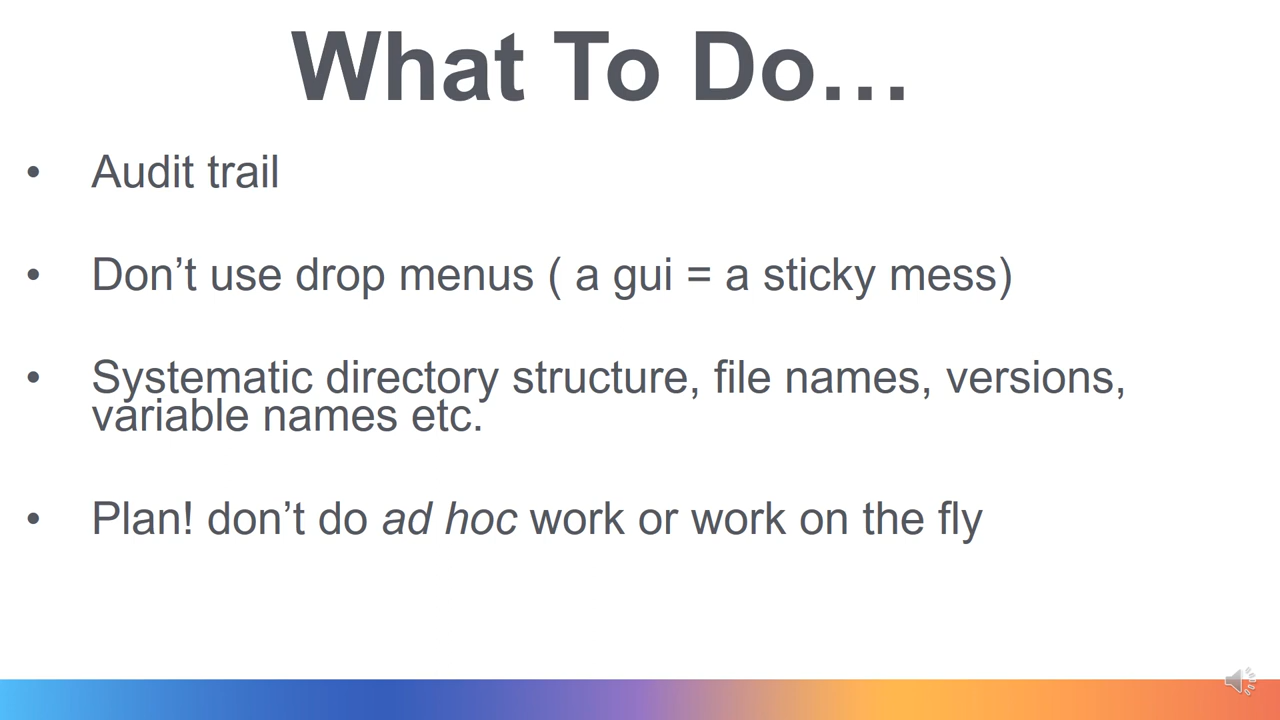 What To Do…
• Audit trail
• Don’t use drop menus ( a gui = a sticky mess)
• Systematic directory structure, file names, versions,
variable names etc.
• Plan! don’t do ad hoc work or work on the fly